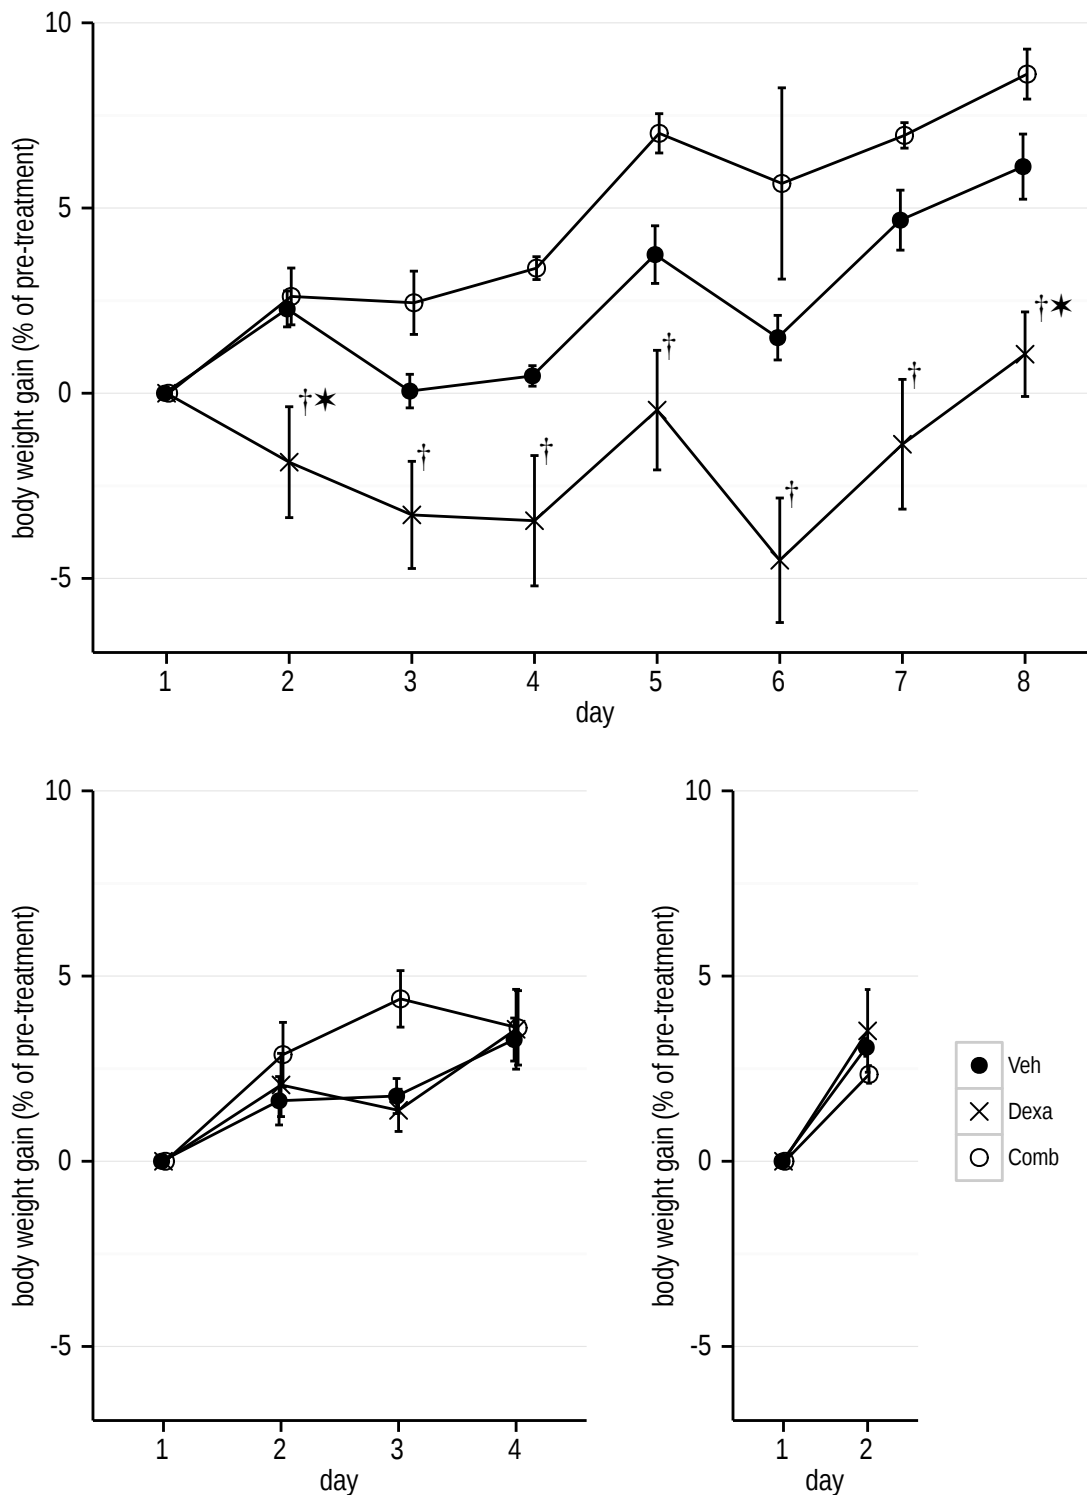 body weight gain (% of pre-treatment)
10
5
0
-5
†✶
†
†
†
†
†
†✶
1 2 3 4 5 6 7 8
day
body weight gain (% of pre-treatment)
10
5
0
-5
1 2 3 4
day
body weight gain (% of pre-treatment)
10
5
0
-5
1 2
day
Veh
Dexa
Comb